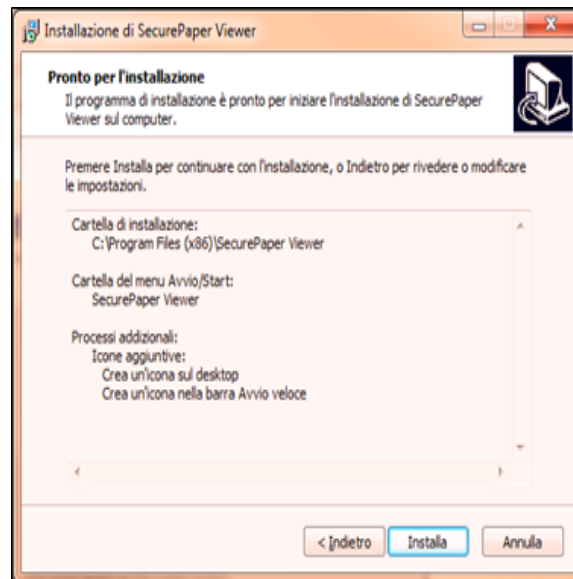 Installazione di SecurePaper Viewer
Pronto per l'installazione
Il programma di installazione è pronto per iniziare l'installazione di SecurePaper
Viewer sul computer.
Premere Installa per continuare con l'installazione, o Indietro per rivedere o modificare
le impostazioni.
Cartella di installazione:
C:\Program Files (x86)\SecurePaper Viewer
Cartella del menu Avvio/Start:
SecurePaper Viewer
Processi addizionali:
Icone aggiuntive:
Crea un'icona sul desktop
Crea un'icona nella barra Avvio veloce
< Indietro Installa Annulla